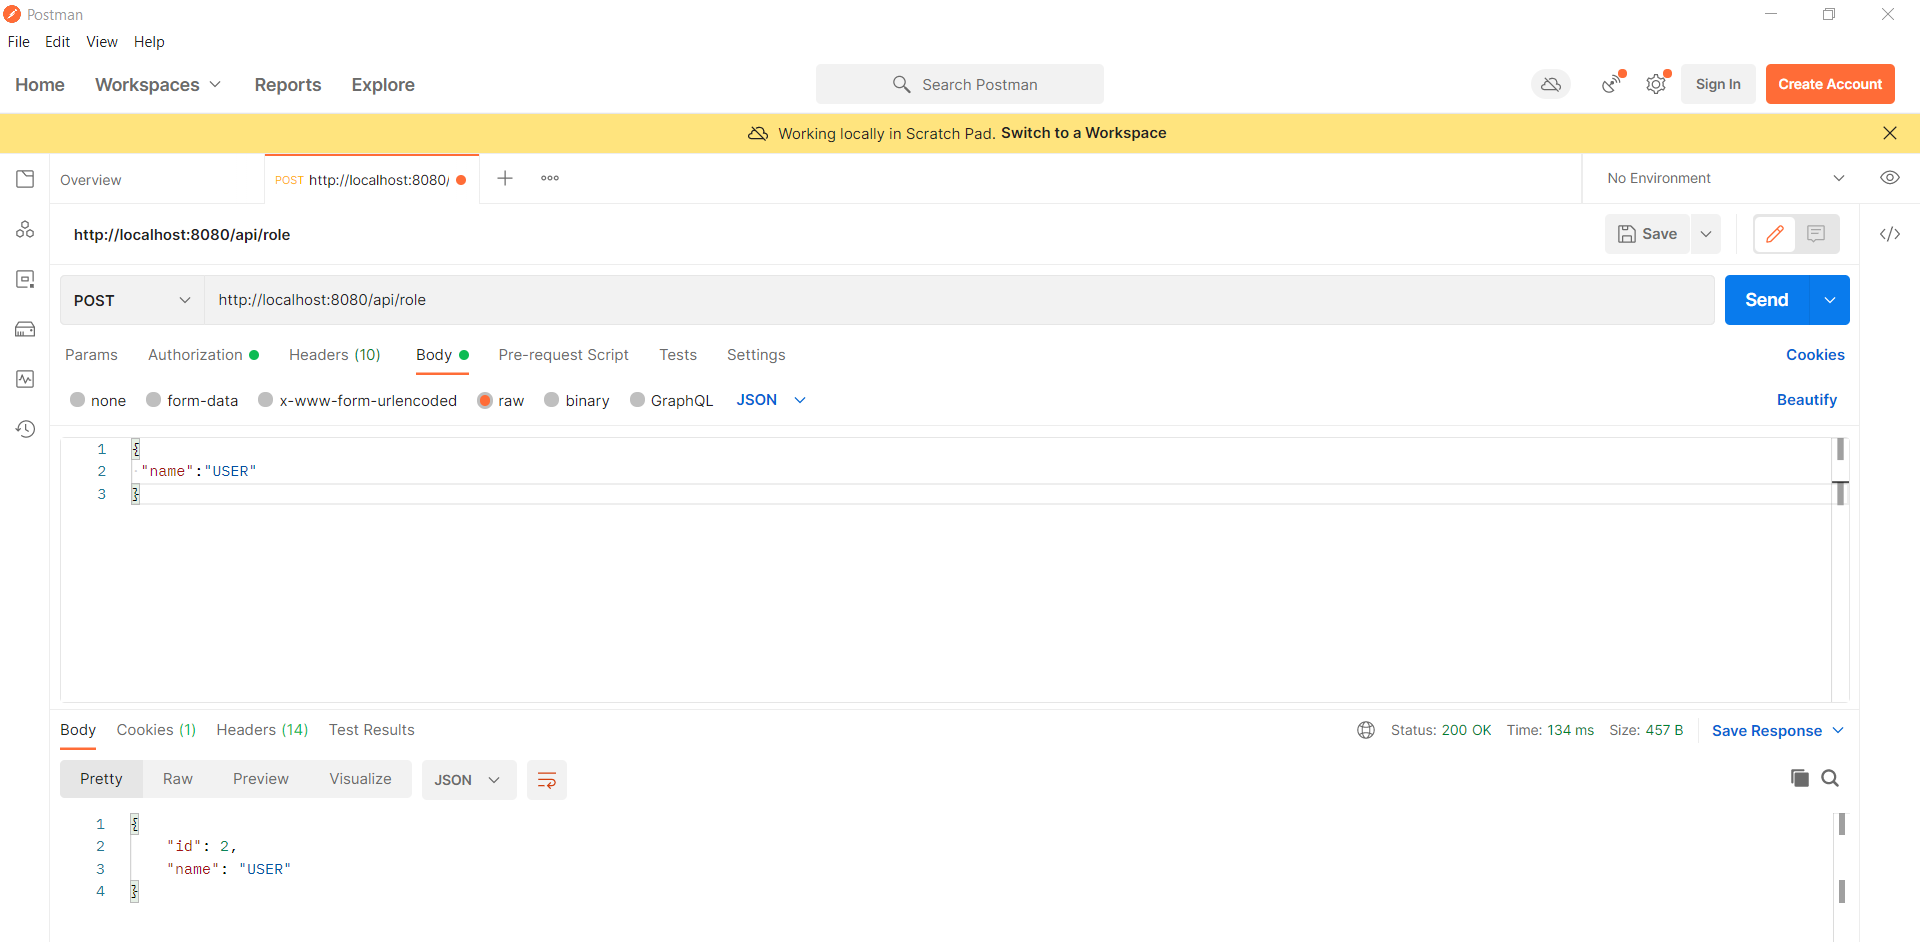 Postman
File Edit View Help
Home Workspaces Reports Explore Search Postman Sign In Create Account
Working locally in Scratch Pad. Switch to a Workspace
Overview POST http://localhost:8080/ No Environment
http://localhost:8080/api/role Save
POST http://localhost:8080/api/role Send
Params Authorization Headers (10) Body Pre-request Script Tests Settings Cookies
none form-data x-www-form-urlencoded raw binary GraphQL JSON Beautify
1 {
2 "name":"USER"
3 }
Body Cookies (1) Headers (14) Test Results Status: 200 OK Time: 134 ms Size: 457 B Save Response
Pretty Raw Preview Visualize JSON
1 {
2 "id": 2,
3 "name": "USER"
4 }